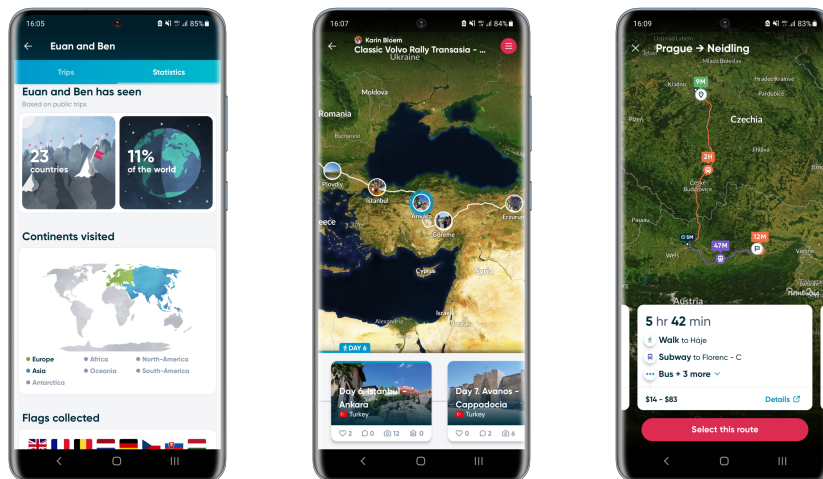 16:05
85%
Euan and Ben
Trips
Statistics
Euan and Ben has seen
Based on public trips
23
countries
11%
of the world
Continents visited
Europe
Africa
North-America
Asia
Oceania
South-America
Antarctica
Flags collected
16:07
84%
Karin Bloem
Classic Volvo Rally Transasia - ...
Ukraine
Moldova
Romania
Bucharest
Plovdiv
Istanbul
Ankara
Göreme
Erzurum
Izmir
Cyprus
Syria
Israel
Alexandria
DAY 6
Day 6. Istanbul -
Ankara
Turkey
2
0
12
0
Day 7. Avanos -
Cappadocia
Turkey
0
2
6
16:09
83%
Prague → Neidling
Ústí nad Labem
Mladá Boleslav
9M
Kladno
Hradec Králové
Pardubice
Plzeň
Czechia
Jihlava
2H
České
Budějovice
Passau
5M
47M
12M
Wels
Vienna
Austria
Rome2Rio
5 hr 42 min
Walk to Háje
Subway to Florenc - C
Bus + 3 more
$14 - $83
Details
Select this route